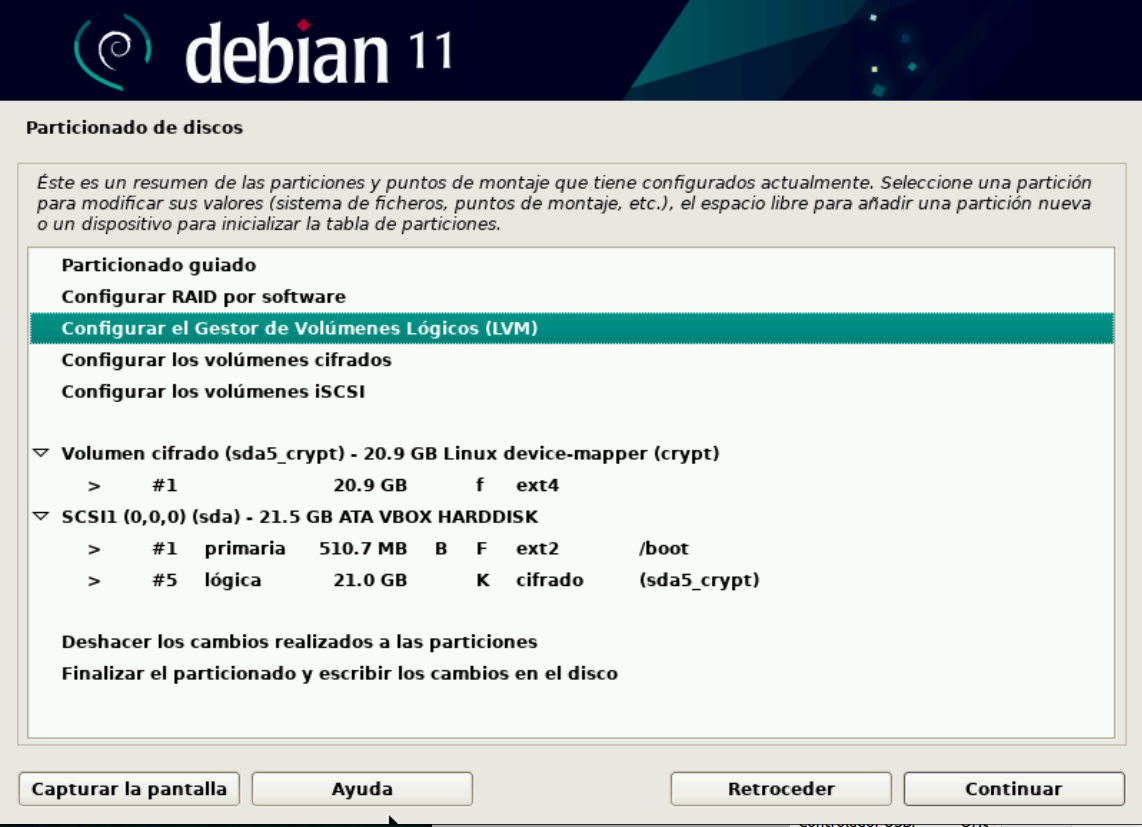 debian 11
Particionado de discos
Éste es un resumen de las particiones y puntos de montaje que tiene configurados actualmente. Seleccione una partición
para modificar sus valores (sistema de ficheros, puntos de montaje, etc.), el espacio libre para añadir una partición nueva
o un dispositivo para inicializar la tabla de particiones.
Particionado guiado
Configurar RAID por software
Configurar el Gestor de Volúmenes Lógicos (LVM)
Configurar los volúmenes cifrados
Configurar los volúmenes iSCSI
Volumen cifrado (sda5_crypt) - 20.9 GB Linux device-mapper (crypt)
> #1 20.9 GB f ext4
SCSI1 (0,0,0) (sda) - 21.5 GB ATA VBOX HARDDISK
> #1 primaria 510.7 MB B F ext2 /boot
> #5 lógica 21.0 GB K cifrado (sda5_crypt)
Deshacer los cambios realizados a las particiones
Finalizar el particionado y escribir los cambios en el disco
Capturar la pantalla Ayuda Retroceder Continuar